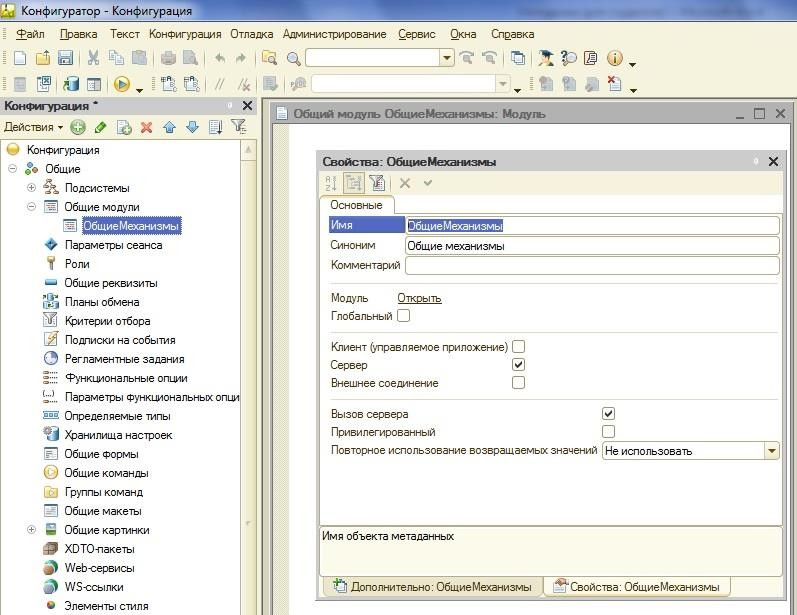 Конфигуратор - Конфигурация
Файл Правка Текст Конфигурация Отладка Администрирование Сервис Окна Справка
Конфигурация *
Действия
Конфигурация
Общие
Подсистемы
Общие модули
ОбщиеМеханизмы
Параметры сеанса
Роли
Общие реквизиты
Планы обмена
Критерии отбора
Подписки на события
Регламентные задания
Функциональные опции
Параметры функциональных опци
Определяемые типы
Хранилища настроек
Общие формы
Общие команды
Группы команд
Общие макеты
Общие картинки
XDTO-пакеты
Web-сервисы
WS-ссылки
Элементы стиля
Общий модуль ОбщиеМеханизмы: Модуль
Свойства: ОбщиеМеханизмы
Основные
Имя ОбщиеМеханизмы
Синоним Общие механизмы
Комментарий
Модуль Открыть
Глобальный
Клиент (управляемое приложение)
Сервер
Внешнее соединение
Вызов сервера
Привилегированный
Повторное использование возвращаемых значений Не использовать
Имя объекта метаданных
Дополнительно: ОбщиеМеханизмы Свойства: ОбщиеМеханизмы